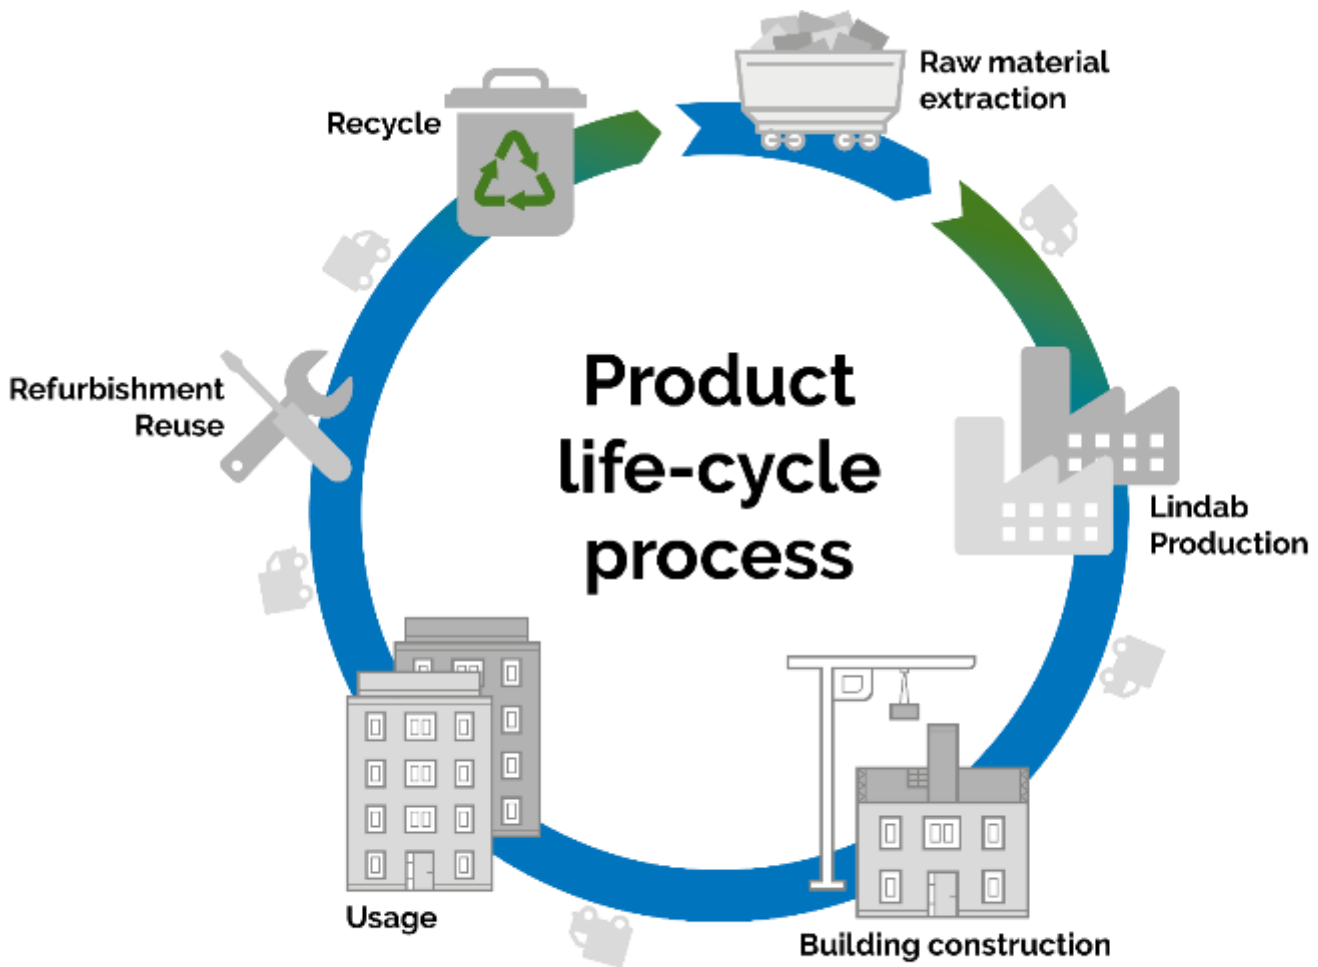 Product
life-cycle
process
Raw material
extraction
Lindab
Production
Building construction
Usage
Refurbishment
Reuse
Recycle